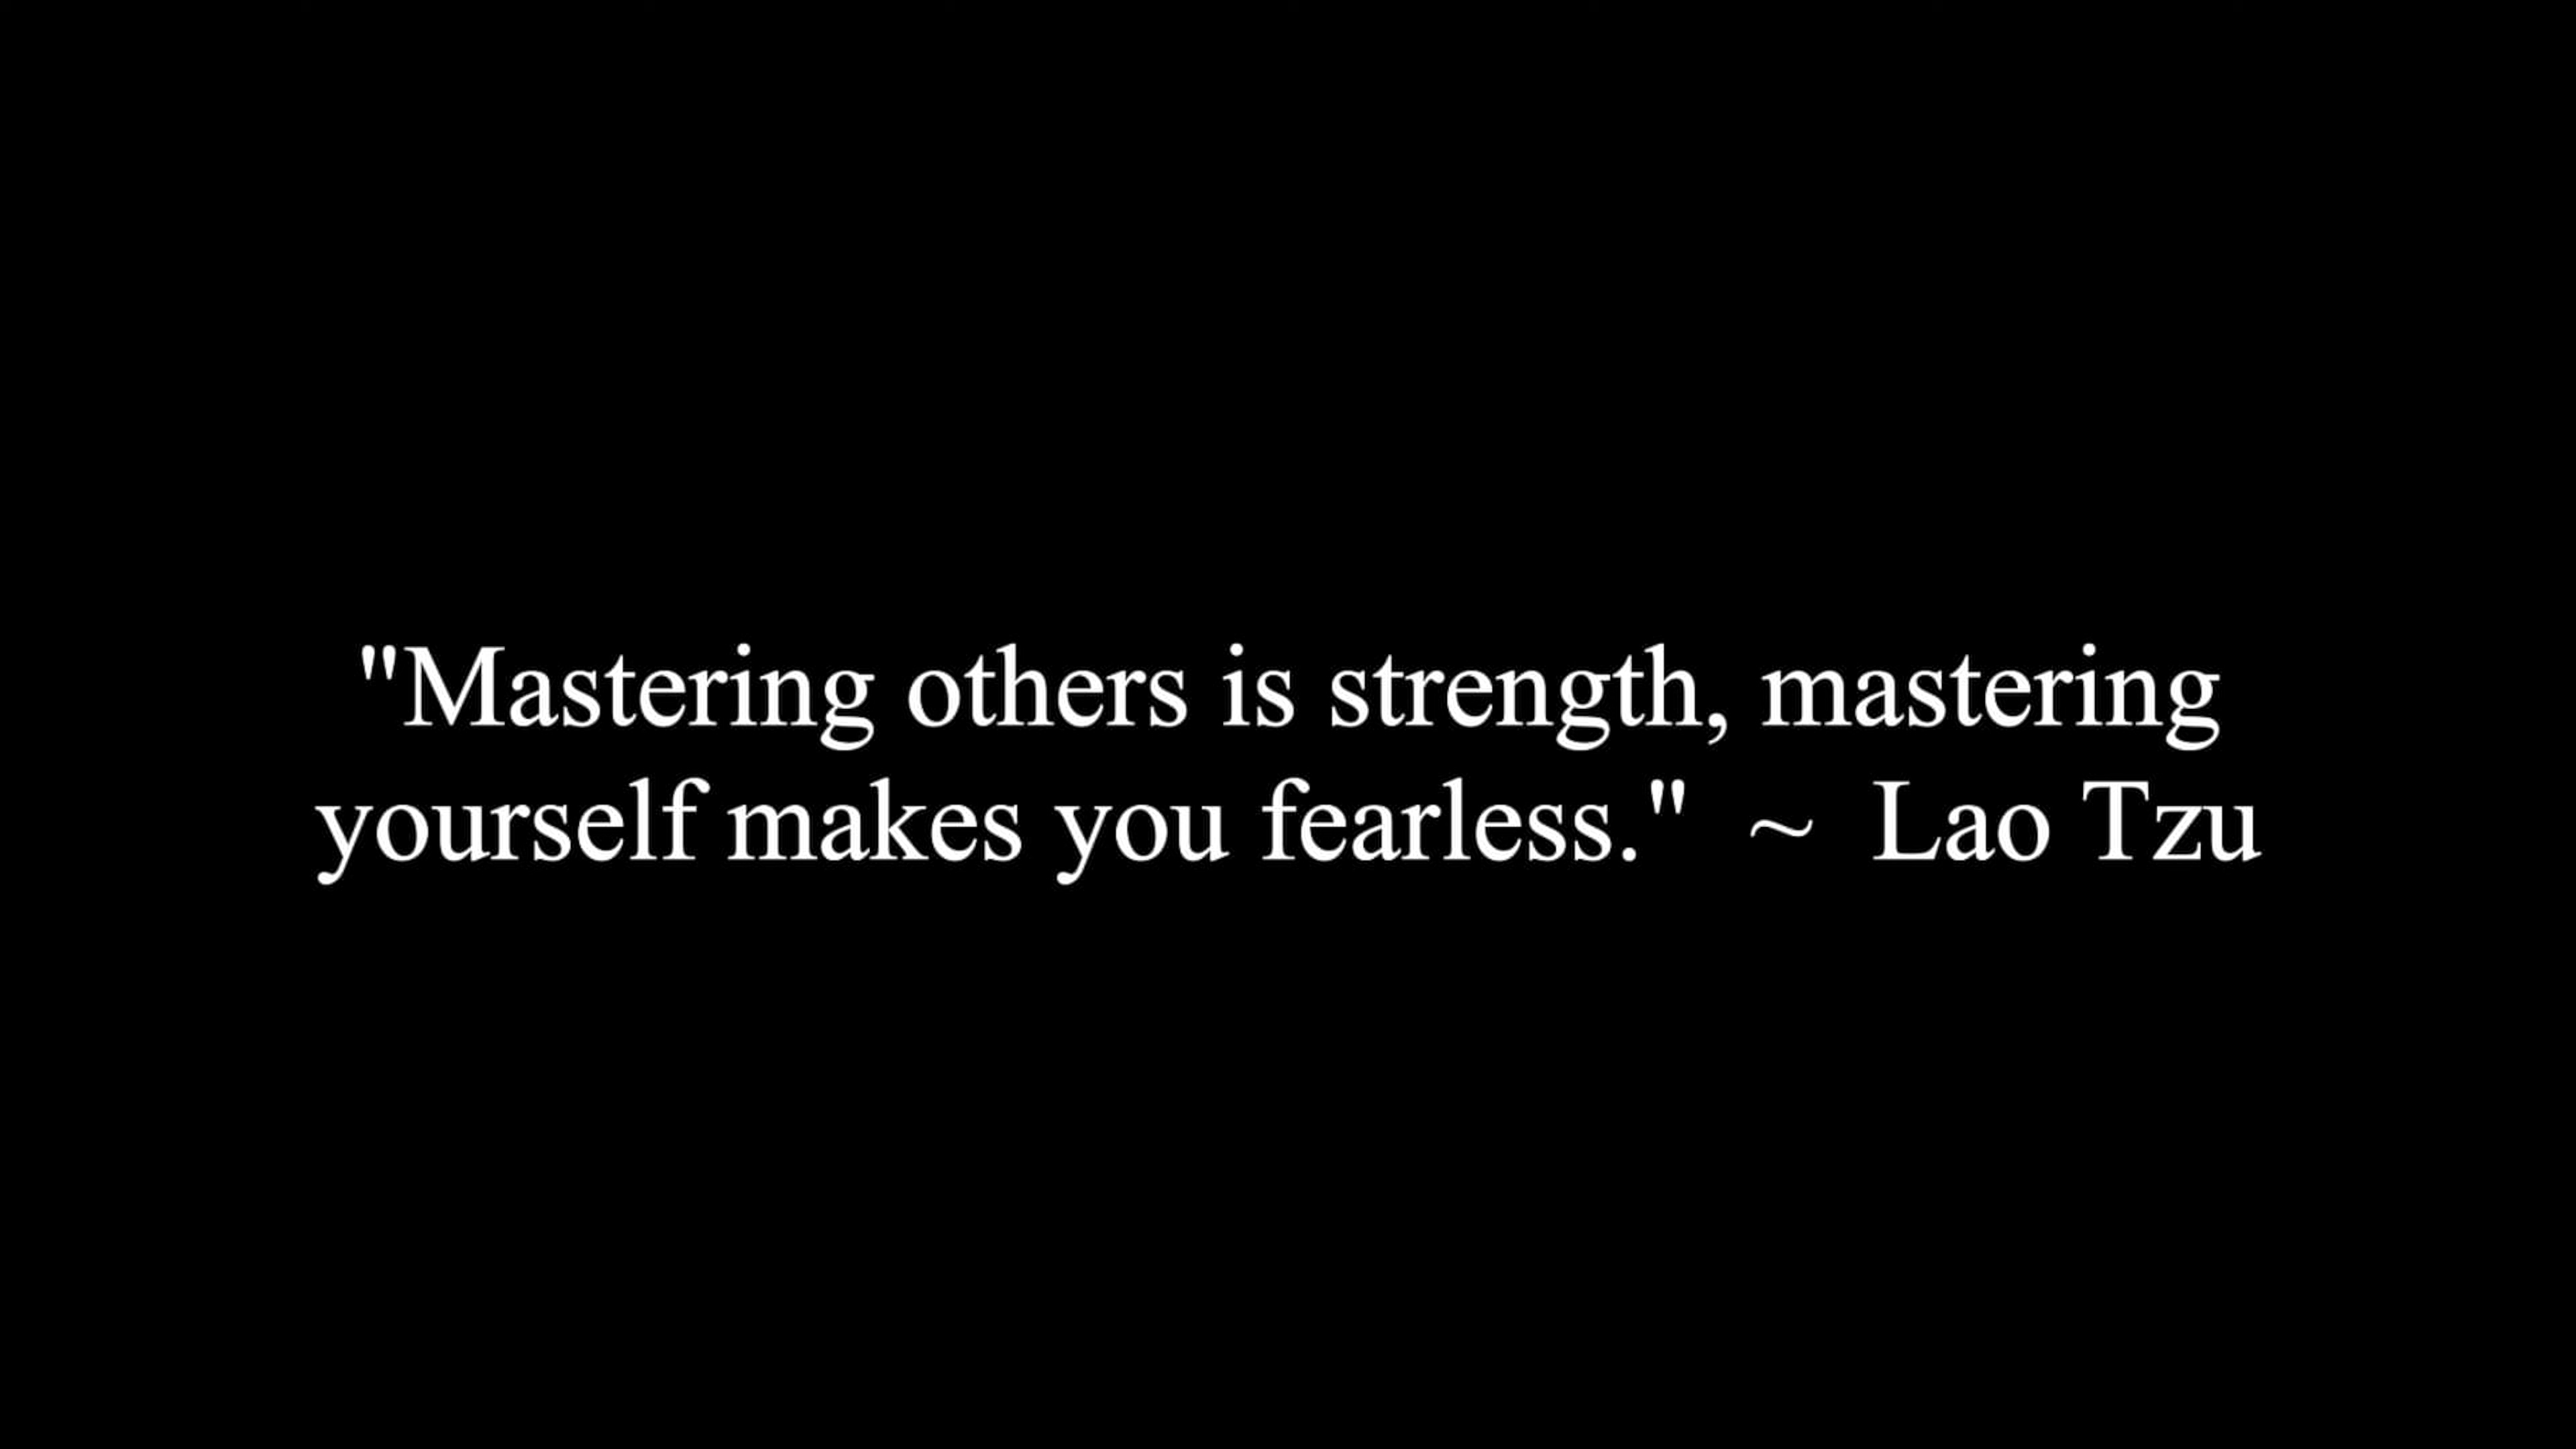 "Mastering others is strength, mastering
yourself makes you fearless."  ~  Lao Tzu